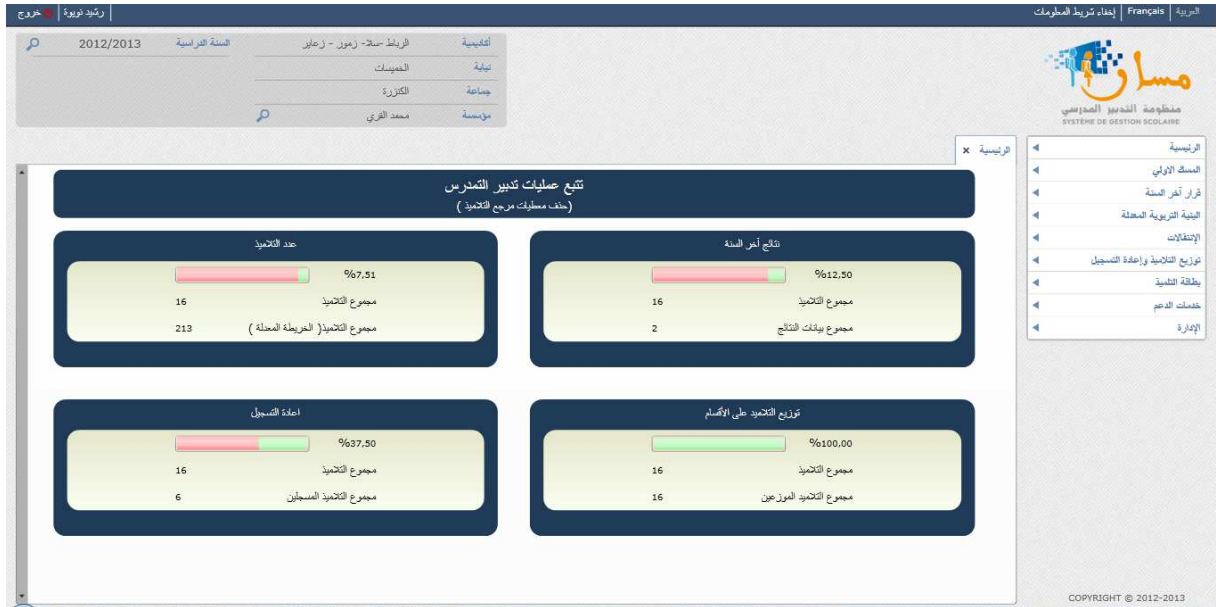 العربية | Français | إخفاء شريط المعلومات
رشيد نويرة | خروج
مسار
منظومة التدبير المدرسي
SYSTÈME DE GESTION SCOLAIRE
أكاديمية الرباط -سلا- زمور - زعاير السنة الدراسية 2012/2013
نيابة الخميسات
جماعة الكنزرة
مؤسسة محمد القري
الرئيسية
المسك الاولي
قرار آخر السنة
البنية التربوية المعدلة
الإنتقالات
توزيع التلاميذ وإعادة التسجيل
بطاقة التلميذ
خدمات الدعم
الإدارة
الرئيسية x
تتبع عمليات تدبير التمدرس
(حذف معطيات مرجع التلاميذ )
نتائج آخر السنة
%12,50
مجموع التلاميذ 16
مجموع بيانات النتائج 2
عدد التلاميذ
%7,51
مجموع التلاميذ 16
مجموع التلاميذ( الخريطة المعدلة ) 213
توزيع التلاميد على الأقسام
%100,00
مجموع التلاميذ 16
مجموع التلاميد الموزعين 16
اعادة التسجيل
%37,50
مجموع التلاميذ 16
مجموع التلاميذ المسجلين 6
COPYRIGHT © 2012-2013